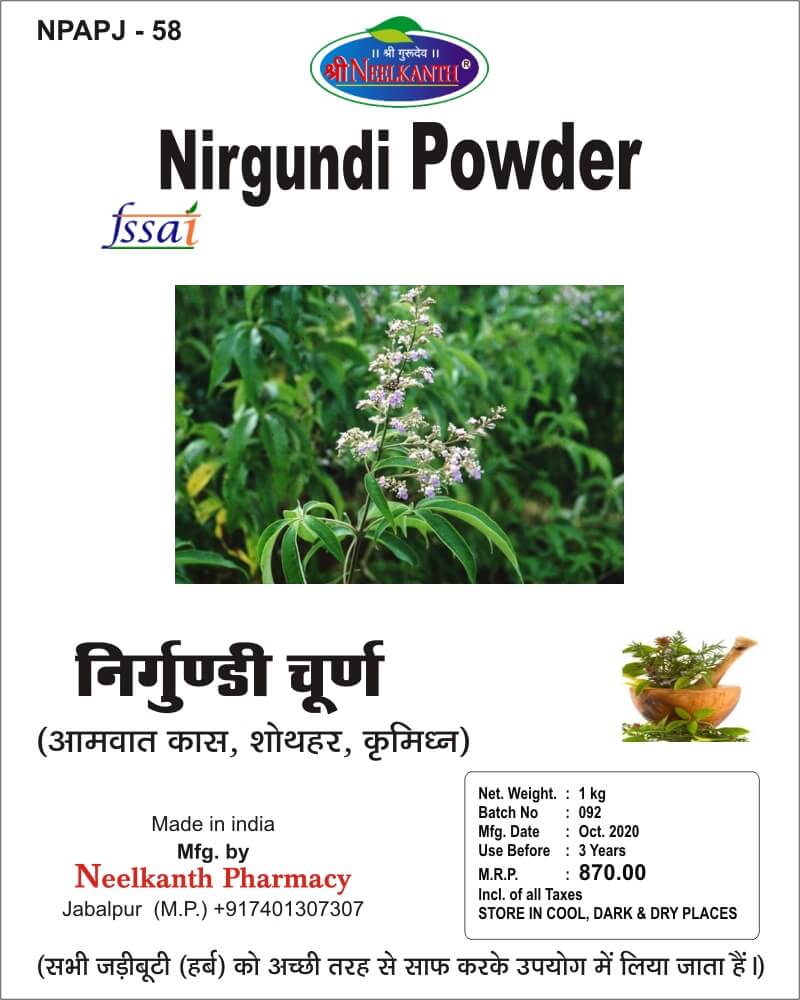 NPAPJ - 58
॥ श्री गुरूदेव ॥
श्री NEELKANTH ®
Nirgundi Powder
fssai
निर्गुण्डी चूर्ण
(आमवात कास, शोथहर, कृमिध्न)
Net. Weight. : 1 kg
Batch No : 092
Mfg. Date : Oct. 2020
Use Before : 3 Years
M.R.P. : 870.00
Incl. of all Taxes
STORE IN COOL, DARK & DRY PLACES
Made in india
Mfg. by
Neelkanth Pharmacy
Jabalpur (M.P.) +917401307307
(सभी जड़ीबूटी (हर्ब) को अच्छी तरह से साफ करके उपयोग में लिया जाता हैं।)